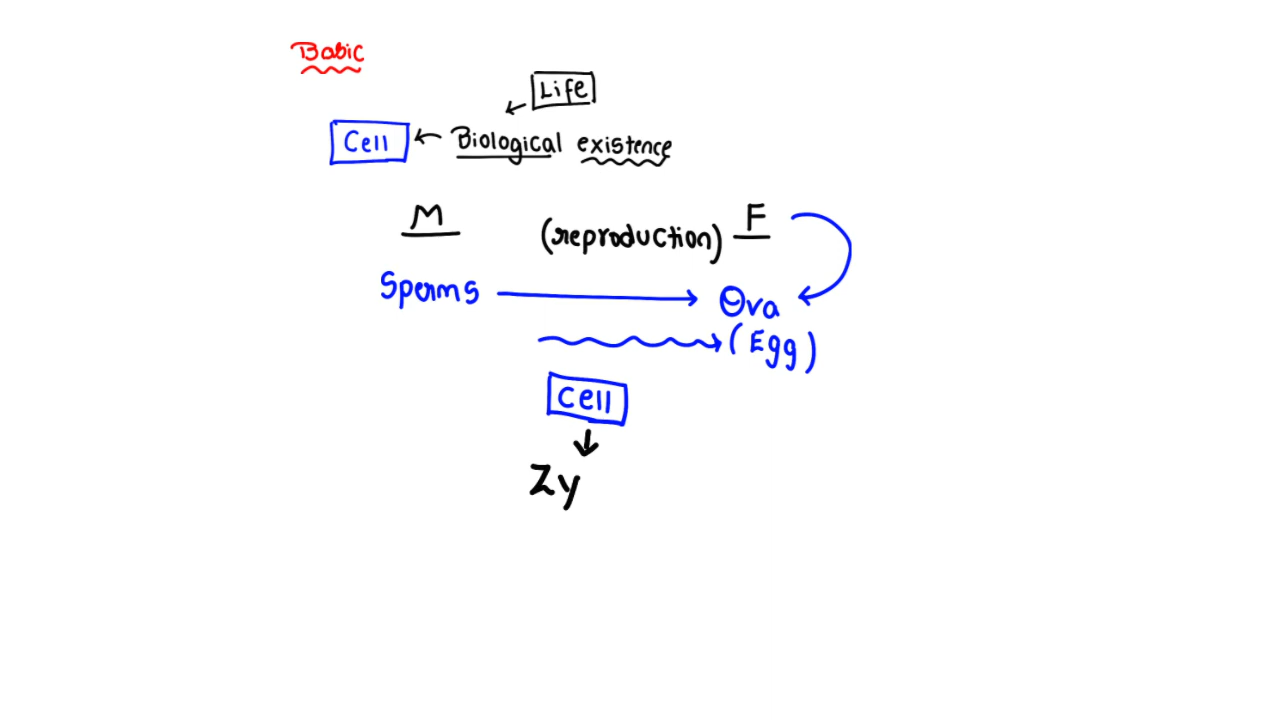 Basic
Life
Cell ← Biological existence
M (reproduction) F
Sperms → Ova
(Egg)
Cell
Zy